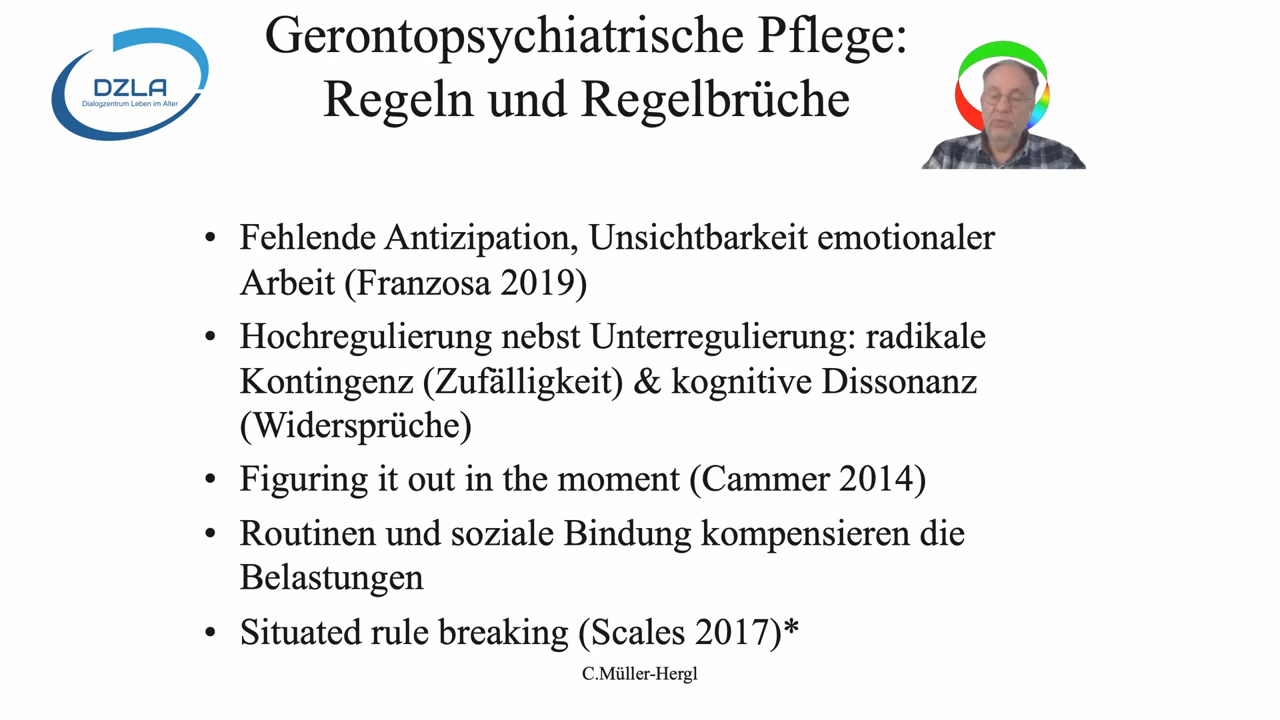 DZLA
Dialogzentrum Leben im Alter
Gerontopsychiatrische Pflege:
Regeln und Regelbrüche
• Fehlende Antizipation, Unsichtbarkeit emotionaler
Arbeit (Franzosa 2019)
• Hochregulierung nebst Unterregulierung: radikale
Kontingenz (Zufälligkeit) & kognitive Dissonanz
(Widersprüche)
• Figuring it out in the moment (Cammer 2014)
• Routinen und soziale Bindung kompensieren die
Belastungen
• Situated rule breaking (Scales 2017)*
C.Müller-Hergl